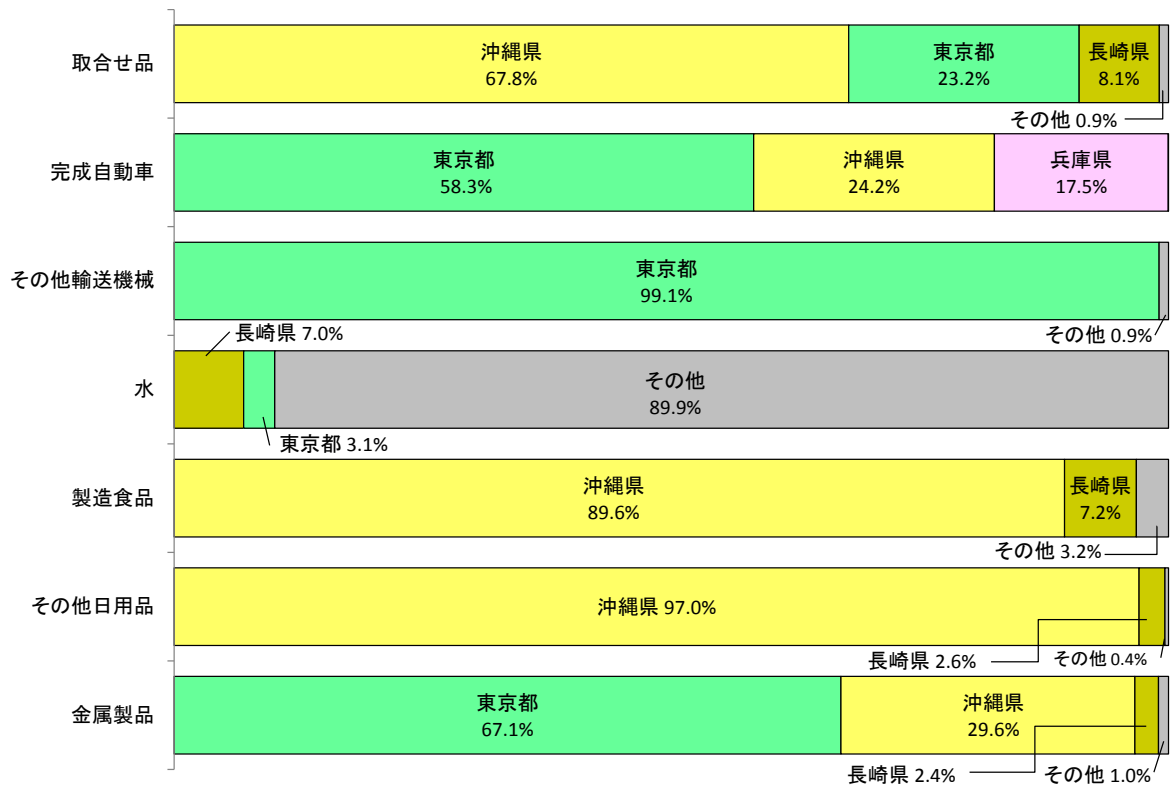 取合せ品
沖縄県
67.8%
東京都
23.2%
長崎県
8.1%
その他 0.9%
完成自動車
東京都
58.3%
沖縄県
24.2%
兵庫県
17.5%
その他輸送機械
東京都
99.1%
その他 0.9%
水
長崎県 7.0%
東京都 3.1%
その他
89.9%
製造食品
沖縄県
89.6%
長崎県
7.2%
その他 3.2%
その他日用品
沖縄県 97.0%
長崎県 2.6%
その他 0.4%
金属製品
東京都
67.1%
沖縄県
29.6%
長崎県 2.4%
その他 1.0%